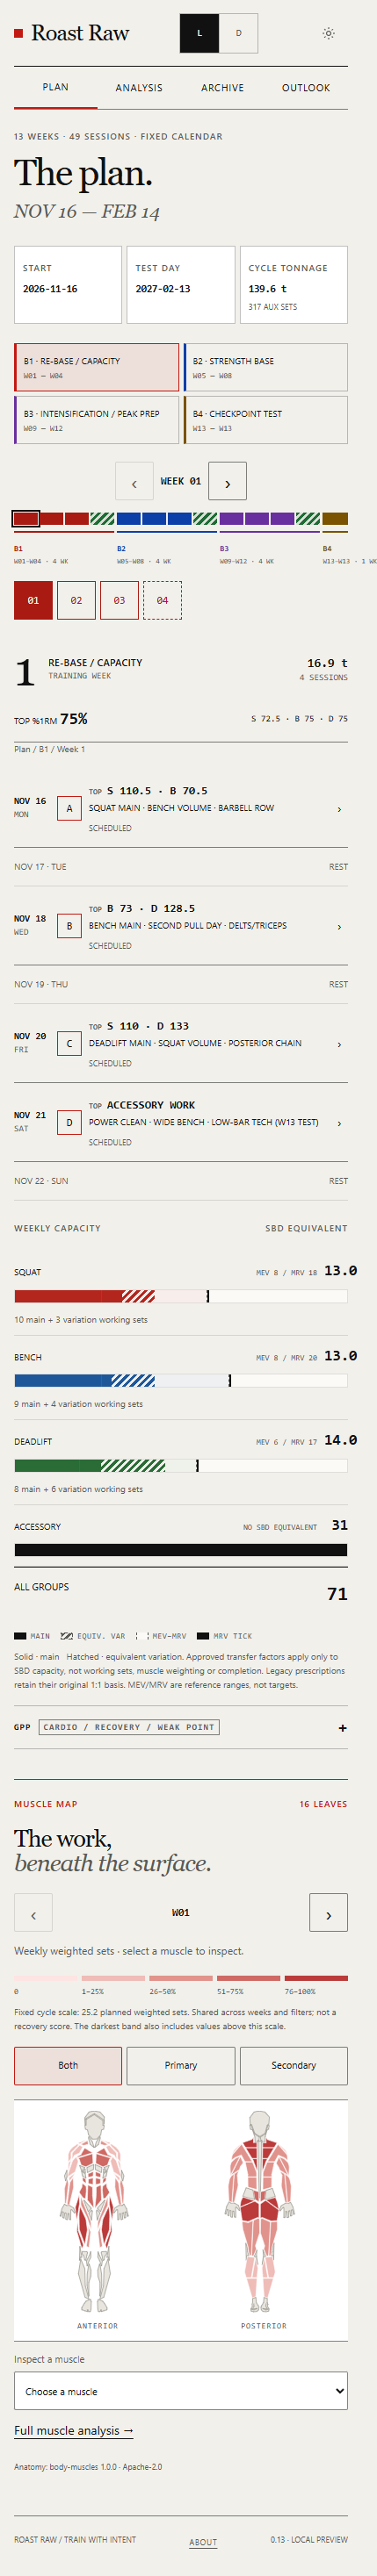 Roast Raw
L D
PLAN ANALYSIS ARCHIVE OUTLOOK
13 WEEKS · 49 SESSIONS · FIXED CALENDAR
The plan.
NOV 16 — FEB 14
START TEST DAY CYCLE TONNAGE
2026-11-16 2027-02-13 139.6 t
317 AUX SETS
B1 · RE-BASE / CAPACITY B2 · STRENGTH BASE
W01 — W04 W05 — W08
B3 · INTENSIFICATION / PEAK PREP B4 · CHECKPOINT TEST
W09 — W12 W13 — W13
‹ WEEK 01 ›
B1 B2 B3 B4
W01-W04 · 4 WK W05-W08 · 4 WK W09-W12 · 4 WK W13-W13 · 1 WK
01 02 03 04
1 RE-BASE / CAPACITY 16.9 t
TRAINING WEEK 4 SESSIONS
TOP %1RM 75% S 72.5 · B 75 · D 75
Plan / B1 / Week 1
TOP S 110.5 · B 70.5
NOV 16 MON A SQUAT MAIN · BENCH VOLUME · BARBELL ROW ›
SCHEDULED
NOV 17 · TUE REST
TOP B 73 · D 128.5
NOV 18 WED B BENCH MAIN · SECOND PULL DAY · DELTS/TRICEPS ›
SCHEDULED
NOV 19 · THU REST
TOP S 110 · D 133
NOV 20 FRI C DEADLIFT MAIN · SQUAT VOLUME · POSTERIOR CHAIN ›
SCHEDULED
TOP ACCESSORY WORK
NOV 21 SAT D POWER CLEAN · WIDE BENCH · LOW-BAR TECH (W13 TEST) ›
SCHEDULED
NOV 22 · SUN REST
WEEKLY CAPACITY SBD EQUIVALENT
SQUAT MEV 8 / MRV 18 13.0
10 main + 3 variation working sets
BENCH MEV 8 / MRV 20 13.0
9 main + 4 variation working sets
DEADLIFT MEV 6 / MRV 17 14.0
8 main + 6 variation working sets
ACCESSORY NO SBD EQUIVALENT 31
ALL GROUPS 71
MAIN EQUIV. VAR MEV–MRV MRV TICK
Solid · main Hatched · equivalent variation. Approved transfer factors apply only to
SBD capacity, not working sets, muscle weighting or completion. Legacy prescriptions
retain their original 1:1 basis. MEV/MRV are reference ranges, not targets.
GPP CARDIO / RECOVERY / WEAK POINT +
MUSCLE MAP 16 LEAVES
The work,
beneath the surface.
‹ W01 ›
Weekly weighted sets · select a muscle to inspect.
0 1–25% 26–50% 51–75% 76–100%
Fixed cycle scale: 25.2 planned weighted sets. Shared across weeks and filters; not a
recovery score. The darkest band also includes values above this scale.
Both Primary Secondary
ANTERIOR POSTERIOR
Inspect a muscle
Choose a muscle
Full muscle analysis →
Anatomy: body-muscles 1.0.0 · Apache-2.0
ROAST RAW / TRAIN WITH INTENT ABOUT 0.13 · LOCAL PREVIEW